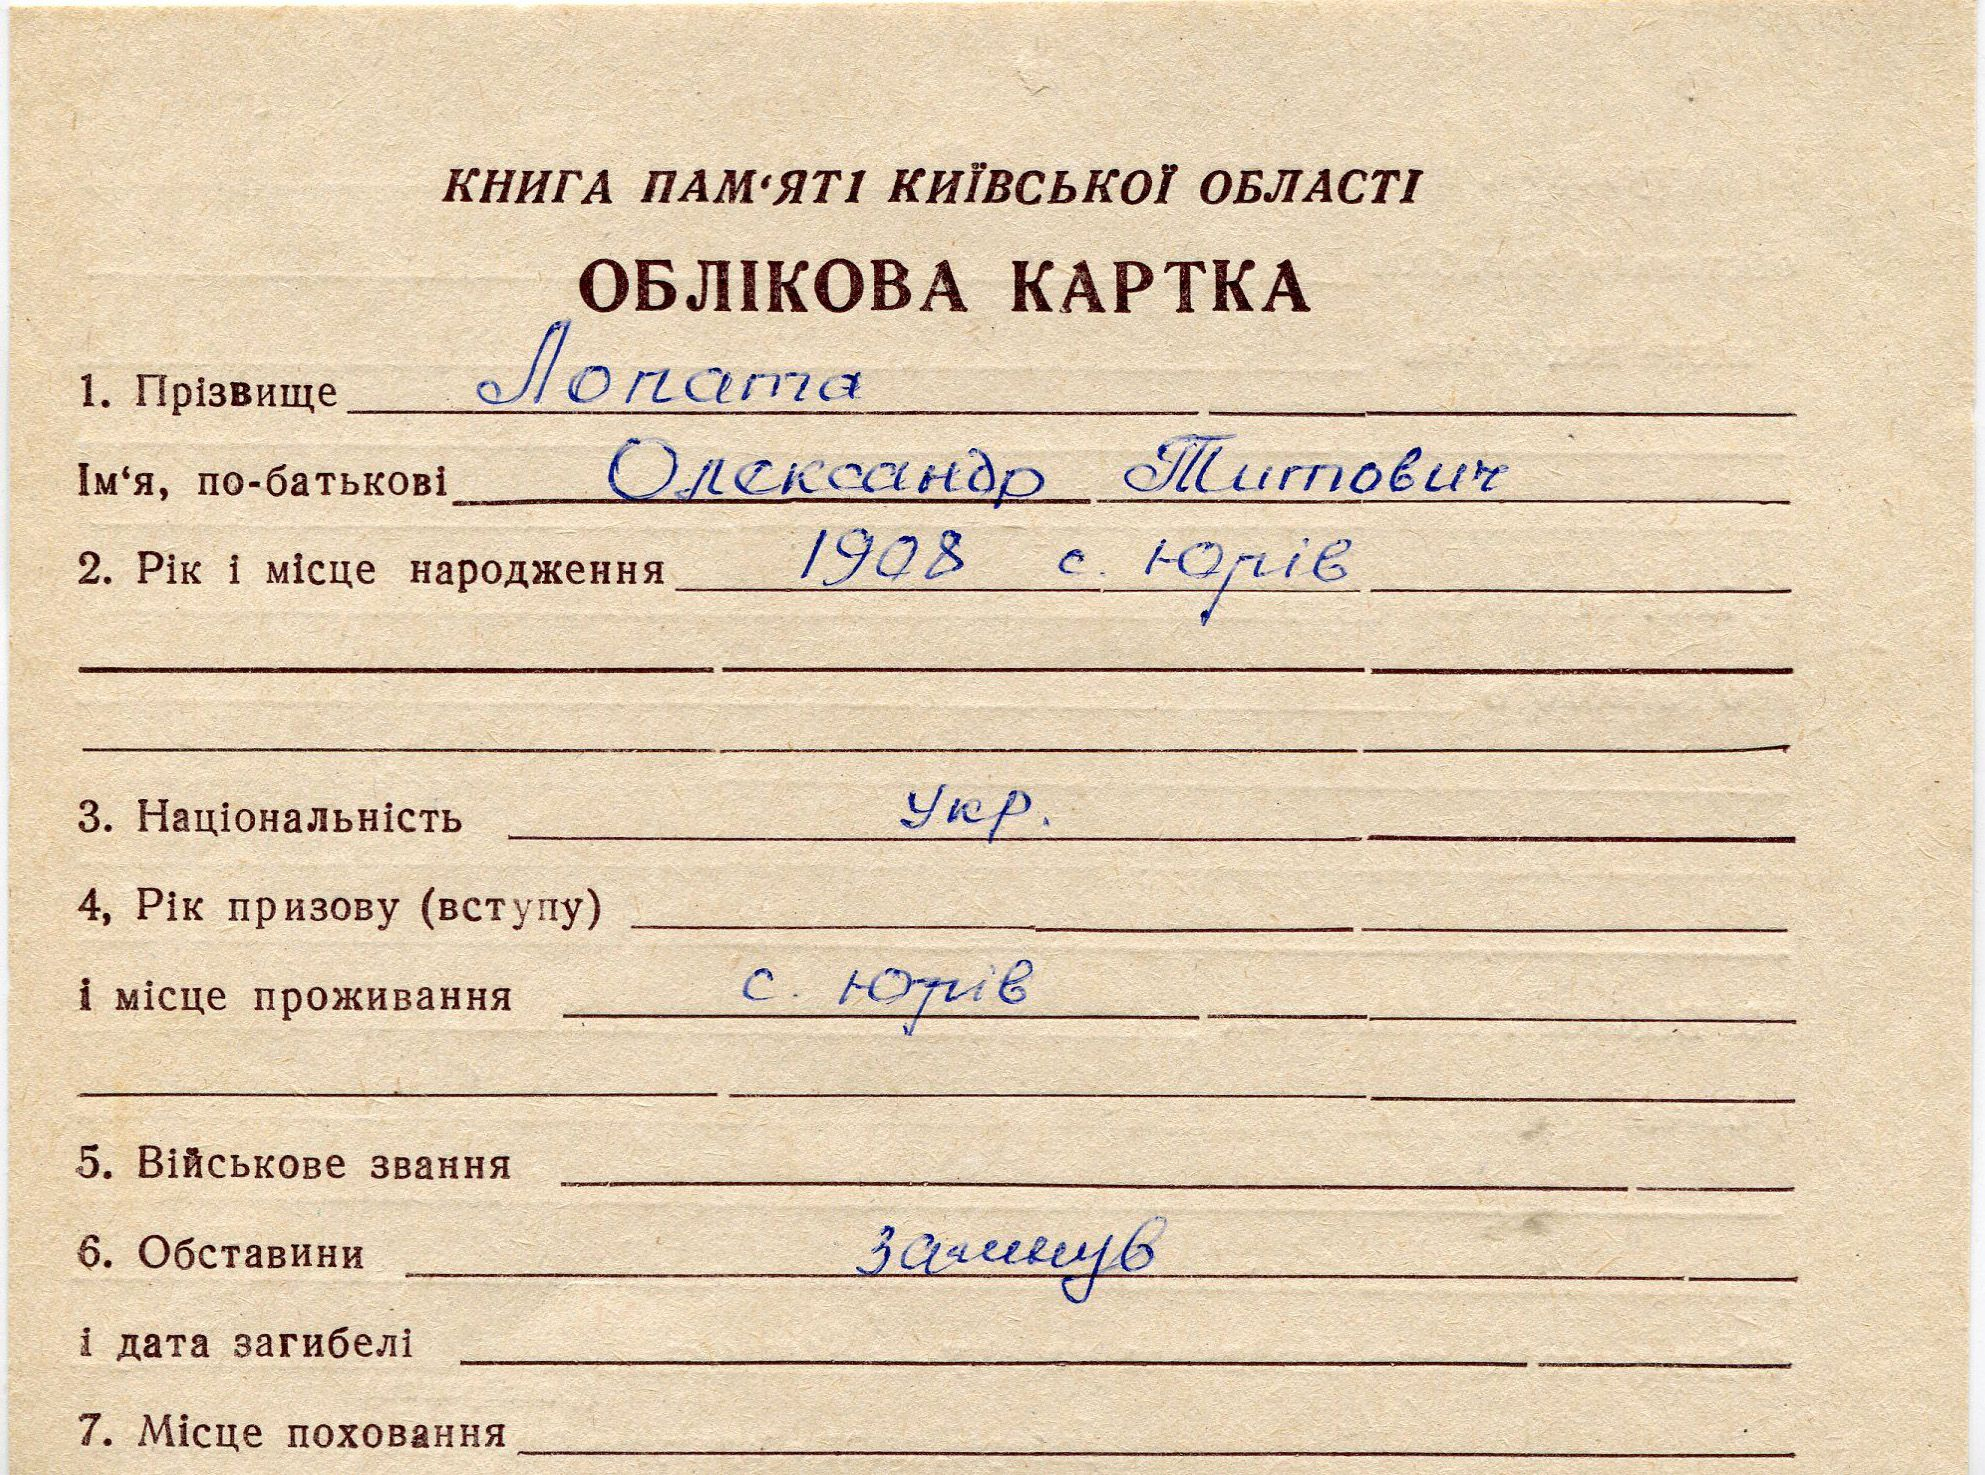 КНИГА ПАМ‘ЯТІ КИЇВСЬКОЇ ОБЛАСТІ
ОБЛІКОВА КАРТКА
1. Прізвище Лопата
Ім‘я, по-батькові Олександр Титович
2. Рік і місце народження 1908 с. Юрів
3. Національність Укр.
4, Рік призову (вступу)
і місце проживання с. Юрів
5. Військове звання
6. Обставини загинув
і дата загибелі
7. Місце поховання